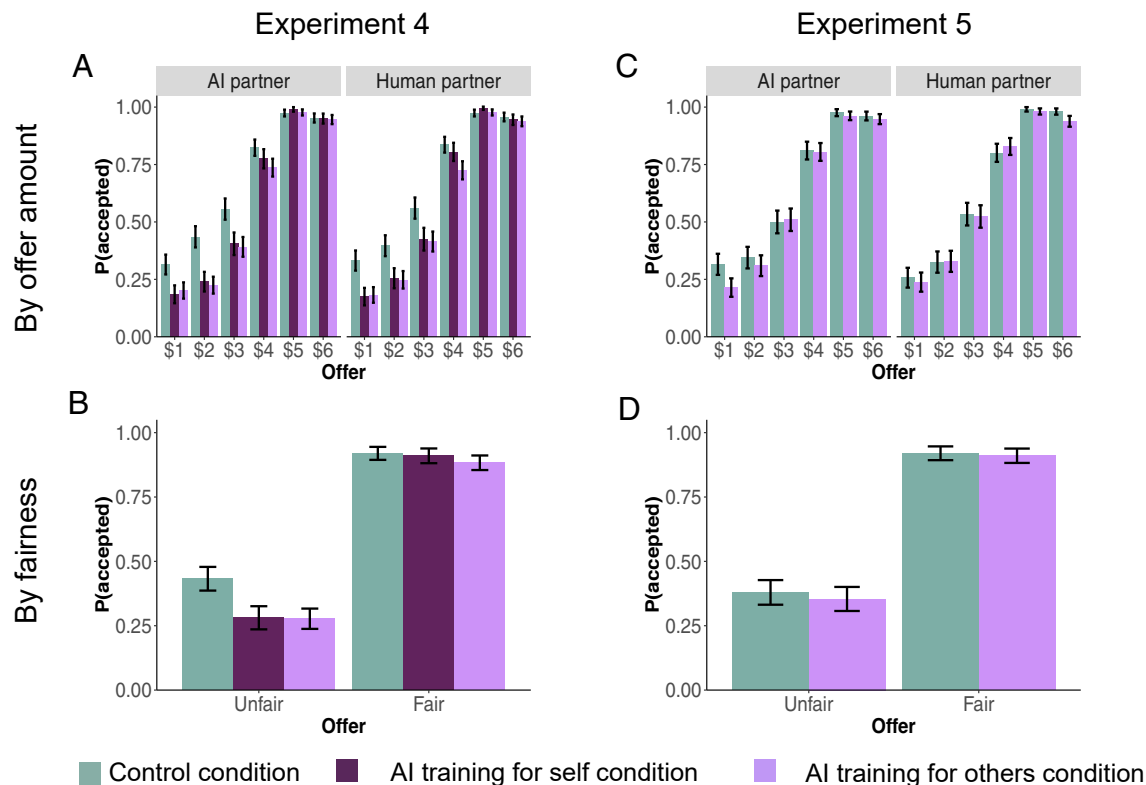 Experiment 4
Experiment 5
A
AI partner
Human partner
C
AI partner
Human partner
By offer amount
P(accepted)
1.00
0.75
0.50
0.25
0.00
$1 $2 $3 $4 $5 $6
$1 $2 $3 $4 $5 $6
Offer
P(accepted)
1.00
0.75
0.50
0.25
0.00
$1 $2 $3 $4 $5 $6
$1 $2 $3 $4 $5 $6
Offer
By fairness
B
P(accepted)
1.00
0.75
0.50
0.25
0.00
Unfair
Fair
Offer
D
P(accepted)
1.00
0.75
0.50
0.25
0.00
Unfair
Fair
Offer
Control condition
AI training for self condition
AI training for others condition